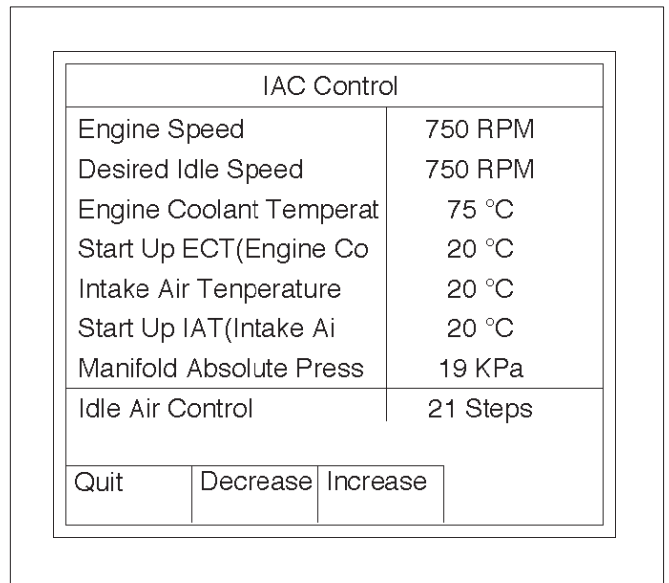 IAC Control
Engine Speed 750 RPM
Desired Idle Speed 750 RPM
Engine Coolant Temperat 75 °C
Start Up ECT(Engine Co 20 °C
Intake Air Tenperature 20 °C
Start Up IAT(Intake Ai 20 °C
Manifold Absolute Press 19 KPa
Idle Air Control 21 Steps
Quit Decrease Increase